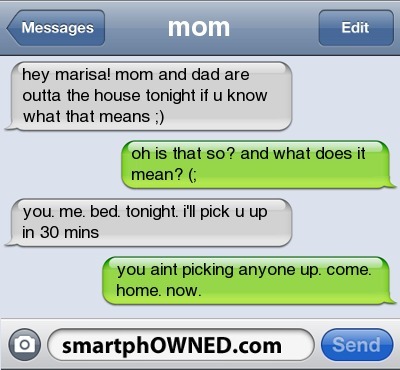 Messages
mom
Edit
hey marisa! mom and dad are
outta the house tonight if u know
what that means ;)
oh is that so? and what does it
mean? (;
you. me. bed. tonight. i'll pick u up
in 30 mins
you aint picking anyone up. come.
home. now.
smartphOWNED.com
Send